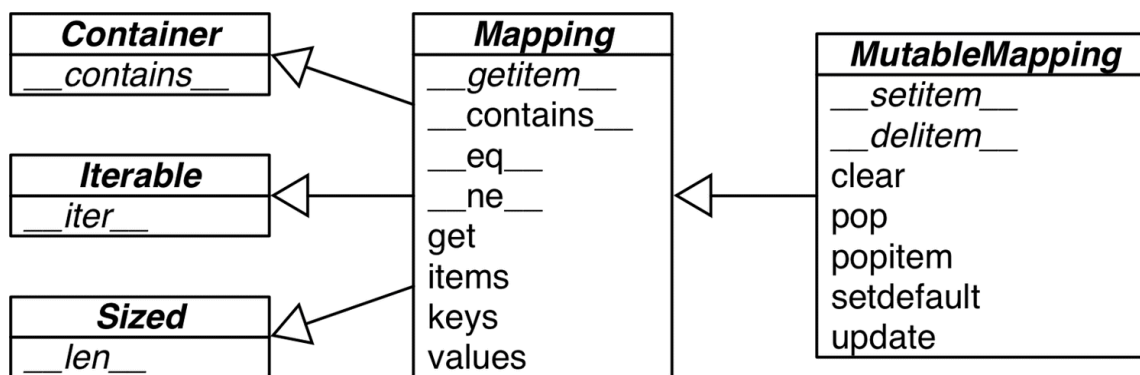 Container
__contains__
Iterable
__iter__
Sized
__len__
Mapping
__getitem__
__contains__
__eq__
__ne__
get
items
keys
values
MutableMapping
__setitem__
__delitem__
clear
pop
popitem
setdefault
update